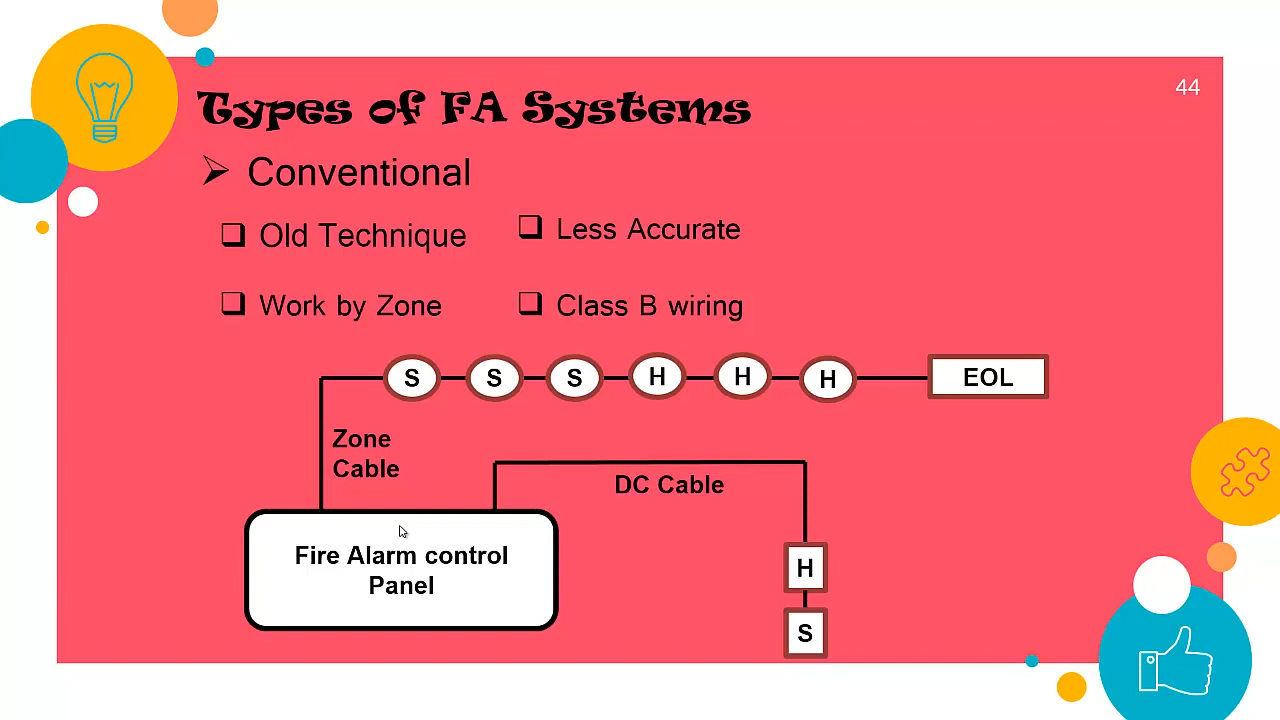 44
Types of FA Systems
Conventional
Old Technique
Less Accurate
Work by Zone
Class B wiring
S S S H H H EOL
Zone
Cable
DC Cable
Fire Alarm control
Panel
H
S